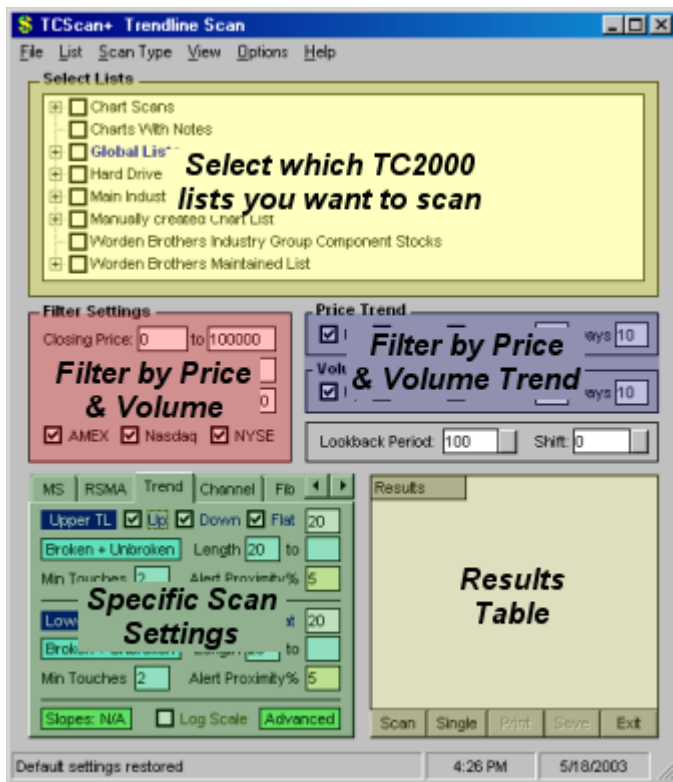 $ TCScan+ Trendline Scan
File List Scan Type View Options Help
Select Lists
Chart Scans
Charts With Notes
Global
Hard Drive
Main
Manually created Chart List
Worden Brothers Industry Group Component Stocks
Worden Brothers Maintained List
Select which TC2000
lists you want to scan
Filter Settings
Closing Price: 0 to 100000
0
Filter by Price
& Volume
AMEX Nasdaq NYSE
Price Trend
10
10
Filter by Price
& Volume Trend
Lookback Period: 100 Shift: 0
MS RSMA Trend Channel Fib
Upper TL Up Down Flat 20
Broken + Unbroken Length 20 to
Min Touches 2 Alert Proximity% 5
20
to
Min Touches 2 Alert Proximity% 5
Specific Scan
Settings
Slopes: N/A Log Scale Advanced
Results
Results
Table
Scan Single Print Save Exit
Default settings restored 4:26 PM 5/18/2003